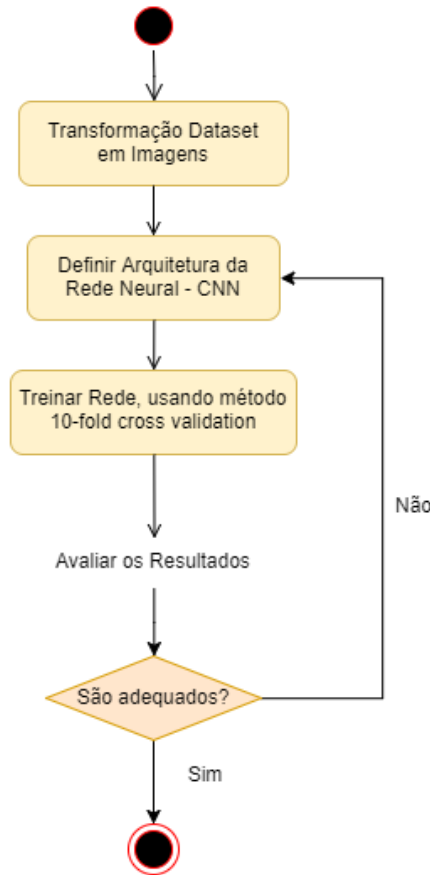 Transformação Dataset
em Imagens
Definir Arquitetura da
Rede Neural - CNN
Treinar Rede, usando método
10-fold cross validation
Não
Avaliar os Resultados
São adequados?
Sim